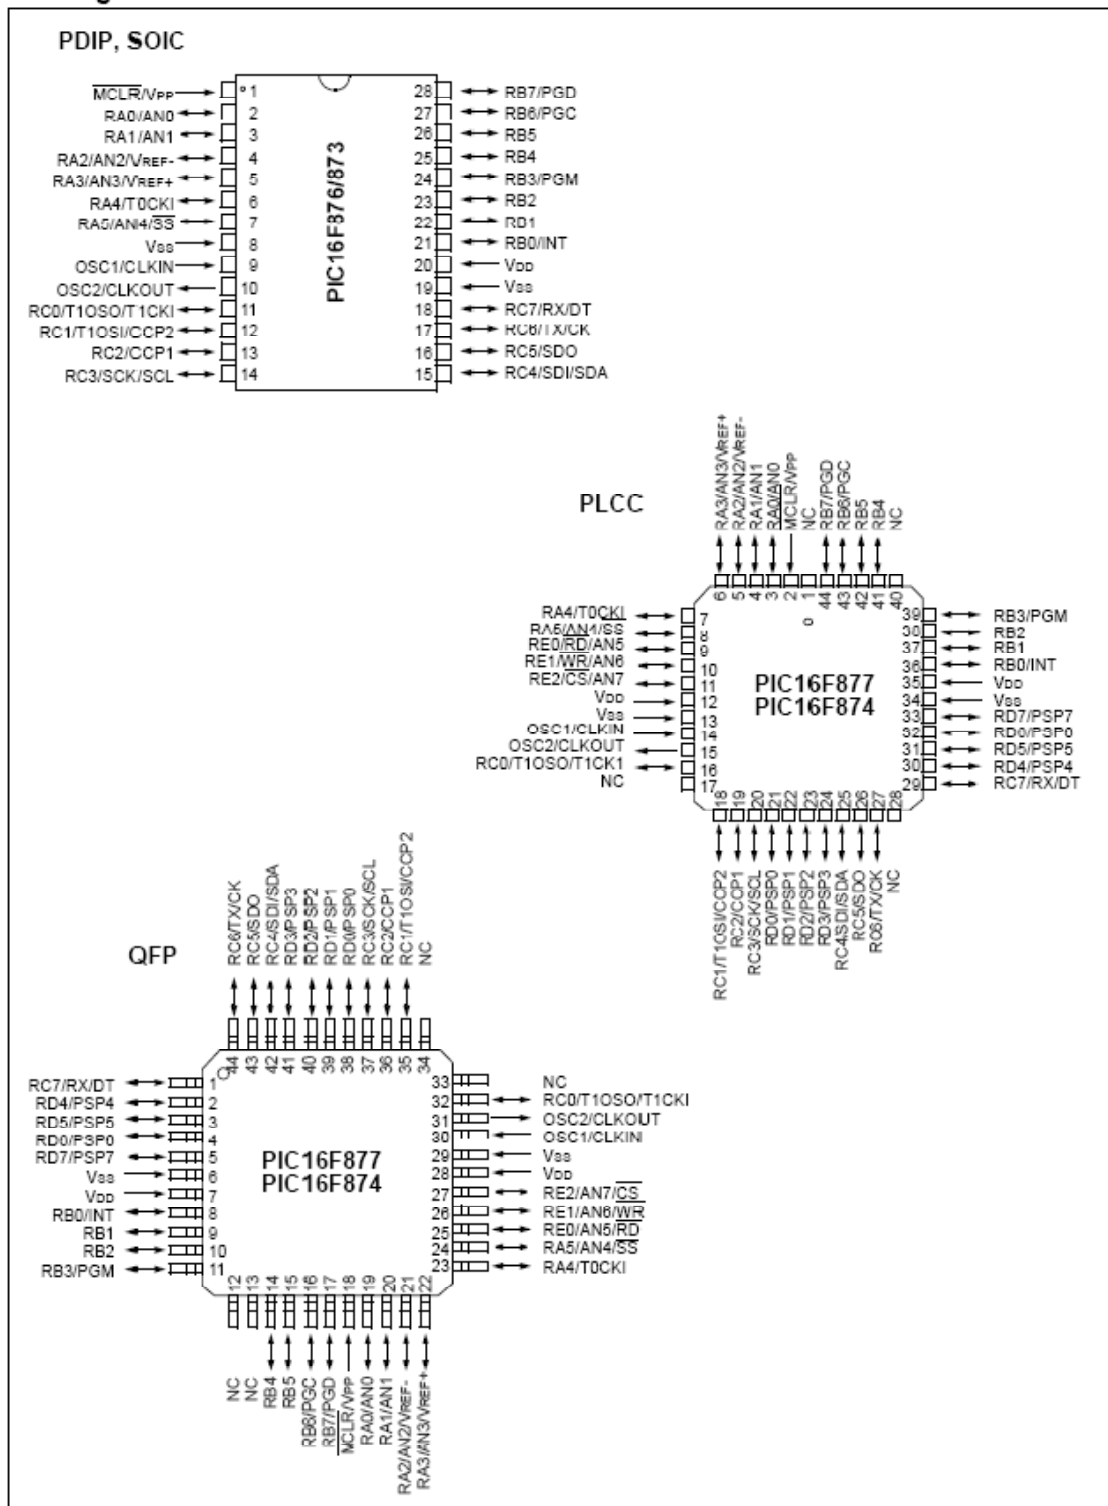 PDIP, SOIC
MCLR/VPP 1
RA0/AN0 2
RA1/AN1 3
RA2/AN2/VREF- 4
RA3/AN3/VREF+ 5
RA4/T0CKI 6
RA5/AN4/SS 7
VSS 8
OSC1/CLKIN 9
OSC2/CLKOUT 10
RC0/T1OSO/T1CKI 11
RC1/T1OSI/CCP2 12
RC2/CCP1 13
RC3/SCK/SCL 14
PIC16F876/873
28 RB7/PGD
27 RB6/PGC
26 RB5
25 RB4
24 RB3/PGM
23 RB2
22 RD1
21 RB0/INT
20 VDD
19 VSS
18 RC7/RX/DT
17 RC6/TX/CK
16 RC5/SDO
15 RC4/SDI/SDA
PLCC
RA3/AN3/VREF+ 6
RA2/AN2/VREF- 5
RA1/AN1 4
RA0/AN0 3
MCLR/VPP 2
NC 1
RB7/PGD 44
RB6/PGC 43
RB5 42
RB4 41
NC 40
RA4/T0CKI 7
RA5/AN4/SS 8
RE0/RD/AN5 9
RE1/WR/AN6 10
RE2/CS/AN7 11
VDD 12
VSS 13
OSC1/CLKIN 14
OSC2/CLKOUT 15
RC0/T1OSO/T1CK1 16
NC 17
PIC16F877
PIC16F874
39 RB3/PGM
30 RB2
37 RB1
36 RB0/INT
35 VDD
34 VSS
33 RD7/PSP7
32 RD6/PSP6
31 RD5/PSP5
30 RD4/PSP4
29 RC7/RX/DT
18 RC1/T1OSI/CCP2
19 RC2/CCP1
20 RC3/SCK/SCL
21 RD0/PSP0
22 RD1/PSP1
23 RD2/PSP2
24 RD3/PSP3
25 RC4/SDI/SDA
26 RC5/SDO
27 RC6/TX/CK
28 NC
QFP
RC6/TX/CK 44
RC5/SDO 43
RC4/SDI/SDA 42
RD3/PSP3 41
RD2/PSP2 40
RD1/PSP1 39
RD0/PSP0 38
RC3/SCK/SCL 37
RC2/CCP1 36
RC1/T1OSI/CCP2 35
NC 34
RC7/RX/DT 1
RD4/PSP4 2
RD5/PSP5 3
RD6/PSP6 4
RD7/PSP7 5
VSS 6
VDD 7
RB0/INT 8
RB1 9
RB2 10
RB3/PGM 11
PIC16F877
PIC16F874
33 NC
32 RC0/T1OSO/T1CKI
31 OSC2/CLKOUT
30 OSC1/CLKIN
29 VSS
28 VDD
27 RE2/AN7/CS
26 RE1/AN6/WR
25 RE0/AN5/RD
24 RA5/AN4/SS
23 RA4/T0CKI
12 NC
13 NC
14 RB4
15 RB5
16 RB6/PGC
17 RB7/PGD
18 MCLR/VPP
19 RA0/AN0
20 RA1/AN1
21 RA2/AN2/VREF-
22 RA3/AN3/VREF+